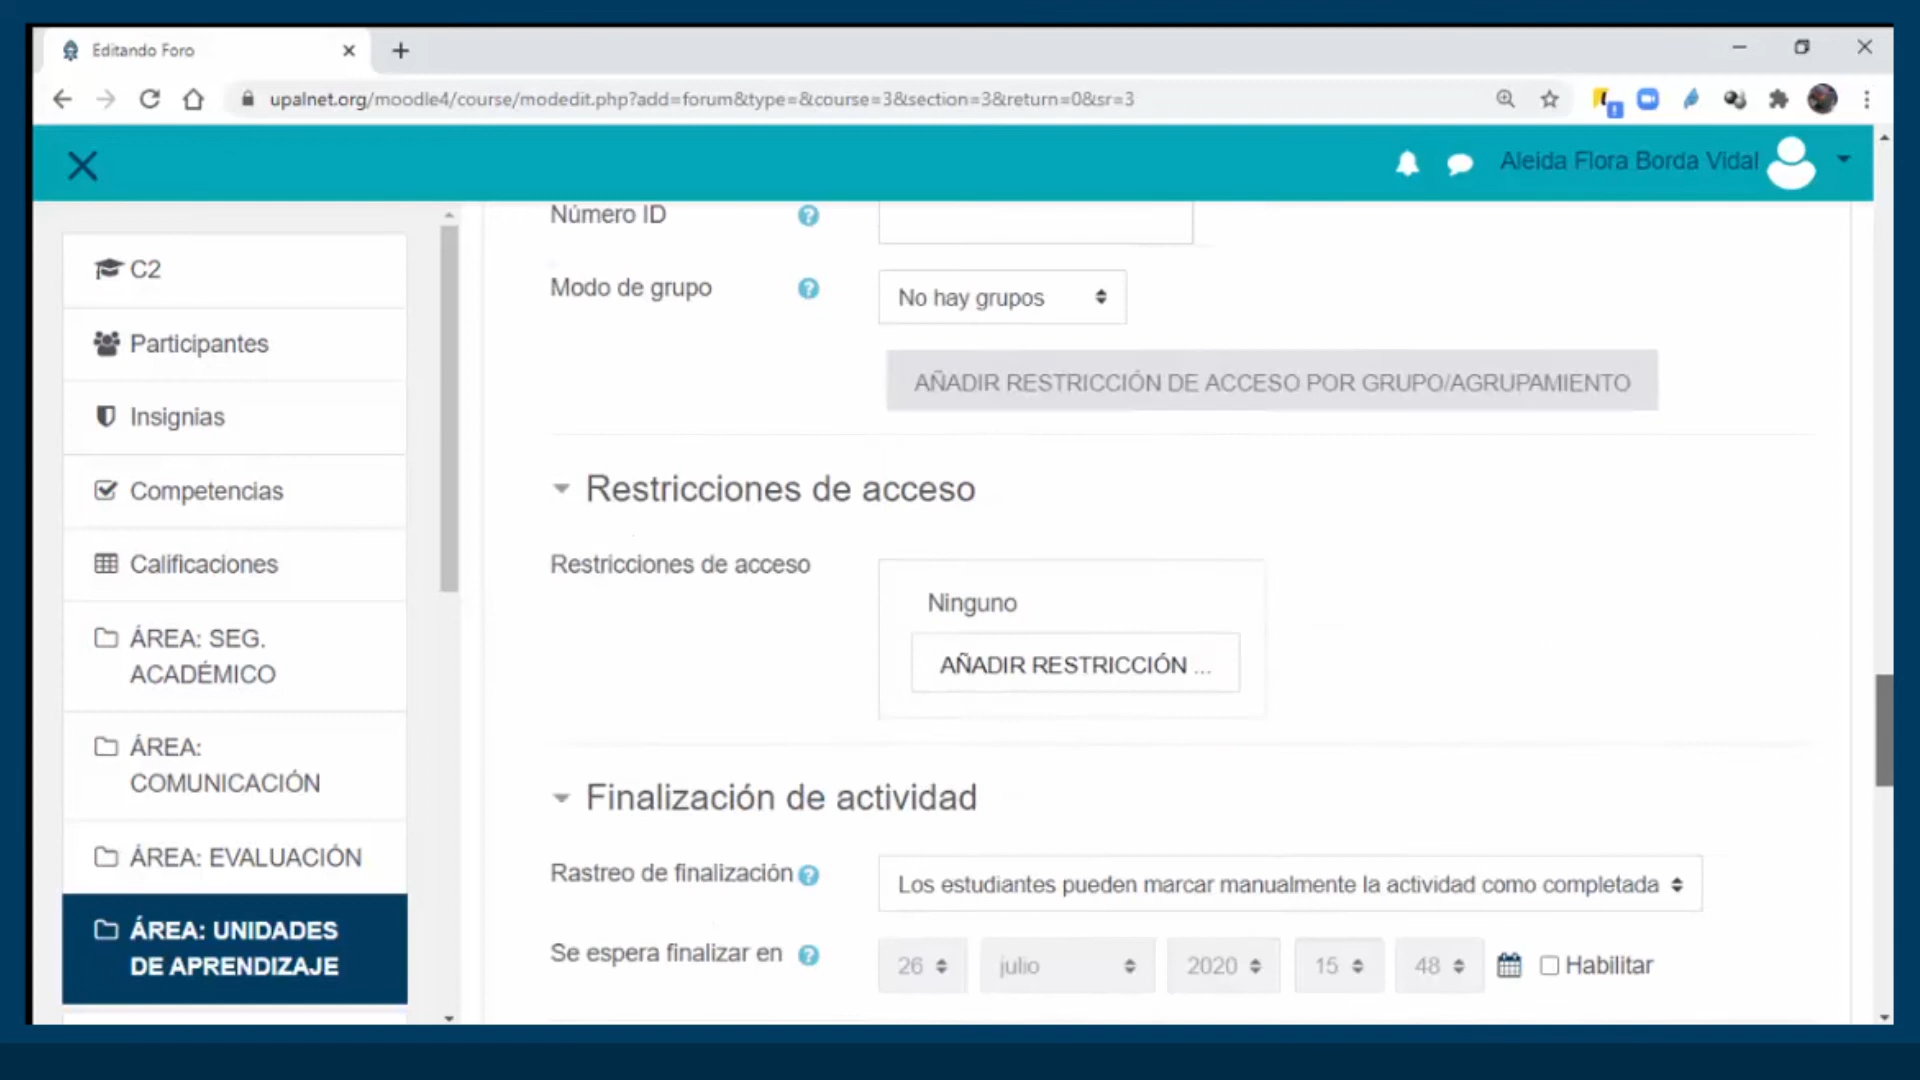 Editando Foro
upalnet.org/moodle4/course/modedit.php?add=forum&type=&course=3&section=3&return=0&sr=3
Aleida Flora Borda Vidal
C2
Participantes
Insignias
Competencias
Calificaciones
ÁREA: SEG.
ACADÉMICO
ÁREA:
COMUNICACIÓN
ÁREA: EVALUACIÓN
ÁREA: UNIDADES
DE APRENDIZAJE
Número ID
Modo de grupo
No hay grupos
AÑADIR RESTRICCIÓN DE ACCESO POR GRUPO/AGRUPAMIENTO
Restricciones de acceso
Restricciones de acceso
Ninguno
AÑADIR RESTRICCIÓN ...
Finalización de actividad
Rastreo de finalización
Los estudiantes pueden marcar manualmente la actividad como completada
Se espera finalizar en
26 julio 2020 15 48 Habilitar